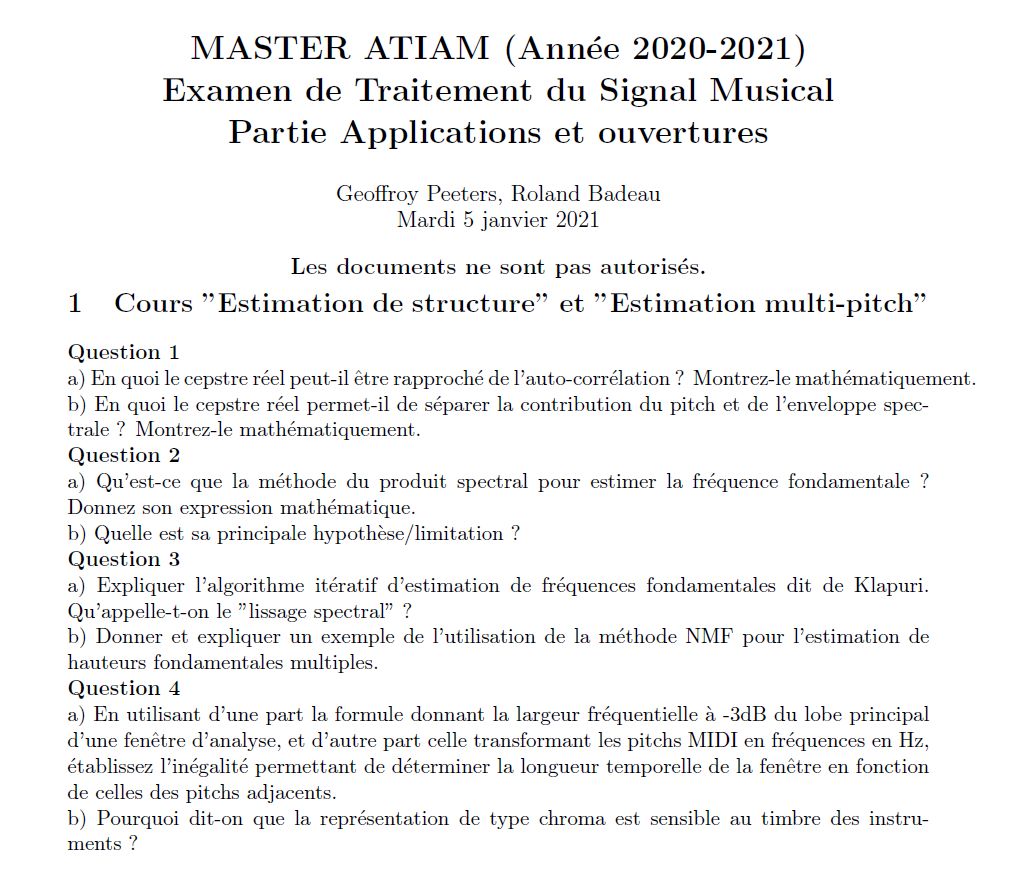 MASTER ATIAM (Année 2020-2021)
Examen de Traitement du Signal Musical
Partie Applications et ouvertures
Geoffroy Peeters, Roland Badeau
Mardi 5 janvier 2021
Les documents ne sont pas autorisés.
1 Cours ”Estimation de structure” et ”Estimation multi-pitch”
Question 1
a) En quoi le cepstre réel peut-il être rapproché de l'auto-corrélation ? Montrez-le mathématiquement.
b) En quoi le cepstre réel permet-il de séparer la contribution du pitch et de l'enveloppe spec-
trale ? Montrez-le mathématiquement.
Question 2
a) Qu'est-ce que la méthode du produit spectral pour estimer la fréquence fondamentale ?
Donnez son expression mathématique.
b) Quelle est sa principale hypothèse/limitation ?
Question 3
a) Expliquer l'algorithme itératif d'estimation de fréquences fondamentales dit de Klapuri.
Qu'appelle-t-on le ”lissage spectral” ?
b) Donner et expliquer un exemple de l'utilisation de la méthode NMF pour l'estimation de
hauteurs fondamentales multiples.
Question 4
a) En utilisant d'une part la formule donnant la largeur fréquentielle à -3dB du lobe principal
d'une fenêtre d'analyse, et d'autre part celle transformant les pitchs MIDI en fréquences en Hz,
établissez l'inégalité permettant de déterminer la longueur temporelle de la fenêtre en fonction
de celles des pitchs adjacents.
b) Pourquoi dit-on que la représentation de type chroma est sensible au timbre des instru-
ments ?